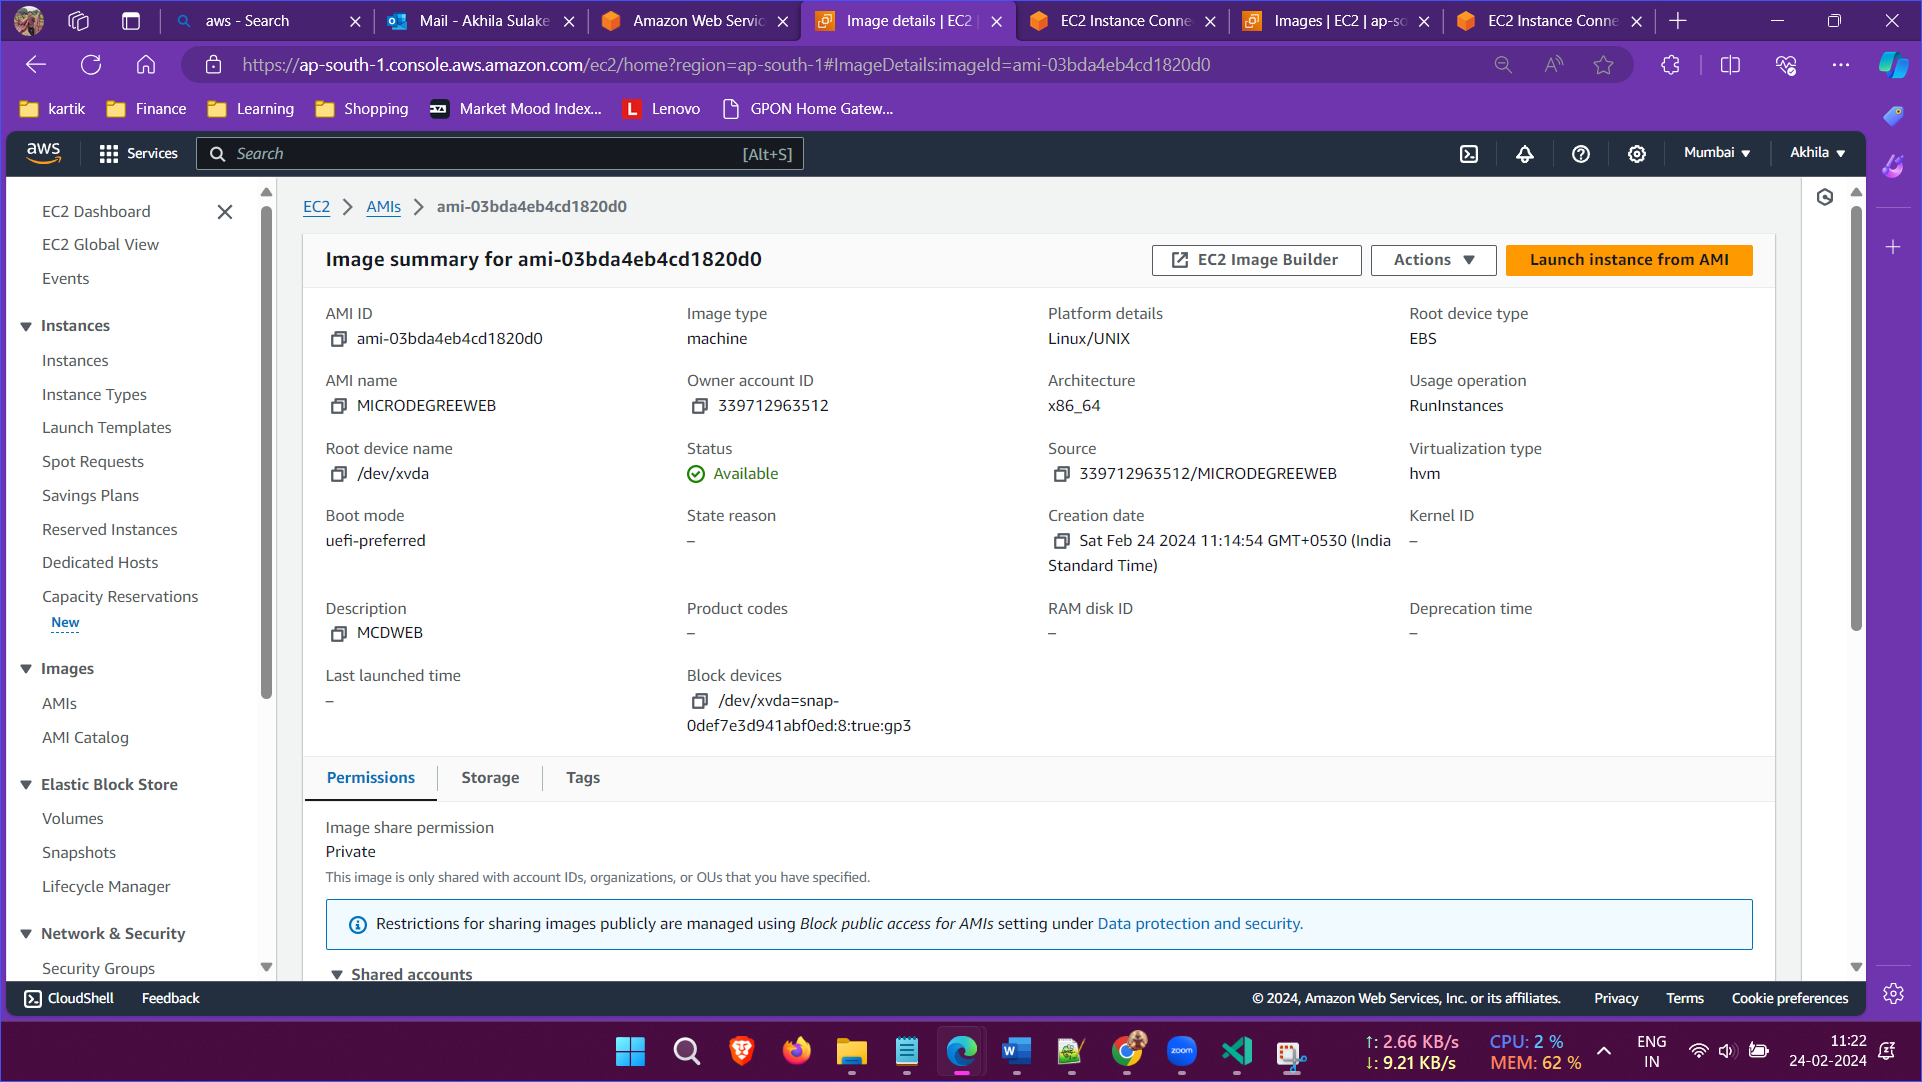 aws - Search
Mail - Akhila Sulake
Amazon Web Servic
Image details | EC2 |
EC2 Instance Conne
Images | EC2 | ap-so
EC2 Instance Conne
https://ap-south-1.console.aws.amazon.com/ec2/home?region=ap-south-1#ImageDetails:imageId=ami-03bda4eb4cd1820d0
kartik
Finance
Learning
Shopping
Market Mood Index...
L Lenovo
GPON Home Gatew...
aws
Services
Search
[Alt+S]
Mumbai
Akhila
EC2 Dashboard
EC2 Global View
Events
Instances
Instances
Instance Types
Launch Templates
Spot Requests
Savings Plans
Reserved Instances
Dedicated Hosts
Capacity Reservations
New
Images
AMIs
AMI Catalog
Elastic Block Store
Volumes
Snapshots
Lifecycle Manager
Network & Security
Security Groups
EC2
AMIs
ami-03bda4eb4cd1820d0
Image summary for ami-03bda4eb4cd1820d0
EC2 Image Builder
Actions
Launch instance from AMI
AMI ID
ami-03bda4eb4cd1820d0
Image type
machine
Platform details
Linux/UNIX
Root device type
EBS
AMI name
MICRODEGREEWEB
Owner account ID
339712963512
Architecture
x86_64
Usage operation
RunInstances
Root device name
/dev/xvda
Status
Available
Source
339712963512/MICRODEGREEWEB
Virtualization type
hvm
Boot mode
uefi-preferred
State reason
–
Creation date
Sat Feb 24 2024 11:14:54 GMT+0530 (India
Standard Time)
Kernel ID
–
Description
MCDWEB
Product codes
–
RAM disk ID
–
Deprecation time
–
Last launched time
–
Block devices
/dev/xvda=snap-
0def7e3d941abf0ed:8:true:gp3
Permissions
Storage
Tags
Image share permission
Private
This image is only shared with account IDs, organizations, or OUs that you have specified.
Restrictions for sharing images publicly are managed using Block public access for AMIs setting under Data protection and security.
Shared accounts
CloudShell
Feedback
© 2024, Amazon Web Services, Inc. or its affiliates.
Privacy
Terms
Cookie preferences
zoom
↑: 2.66 KB/s
↓: 9.21 KB/s
CPU: 2 %
MEM: 62 %
ENG
IN
11:22
24-02-2024